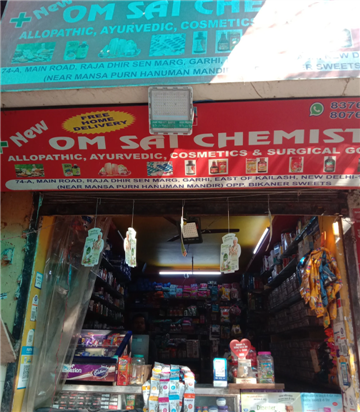 New
OM SAI CHE
ALLOPATHIC, AYURVEDIC, COSMETICS
74-A, MAIN ROAD, RAJA DHIR SEN MARG, GARHI,
(NEAR MANSA PURN HANUMAN MANDIR)
SWEETS
FREE
HOME
DELIVERY
New
OM SAI CHEMIST
ALLOPATHIC, AYURVEDIC, COSMETICS & SURGICAL GO
74-A, MAIN ROAD, RAJA DHIR SEN MARG, GARHI, EAST OF KAILASH, NEW DELHI-
(NEAR MANSA PURN HANUMAN MANDIR) OPP. BIKANER SWEETS